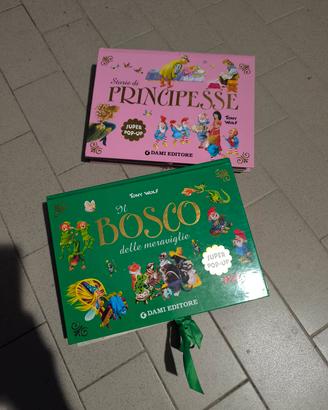 Storie di
PRINCIPESSE
TONY WOLF
SUPER
POP-UP
DAMI EDITORE
TONY WOLF
Il
BOSCO
delle meraviglie
SUPER
POP-UP
DAMI EDITORE